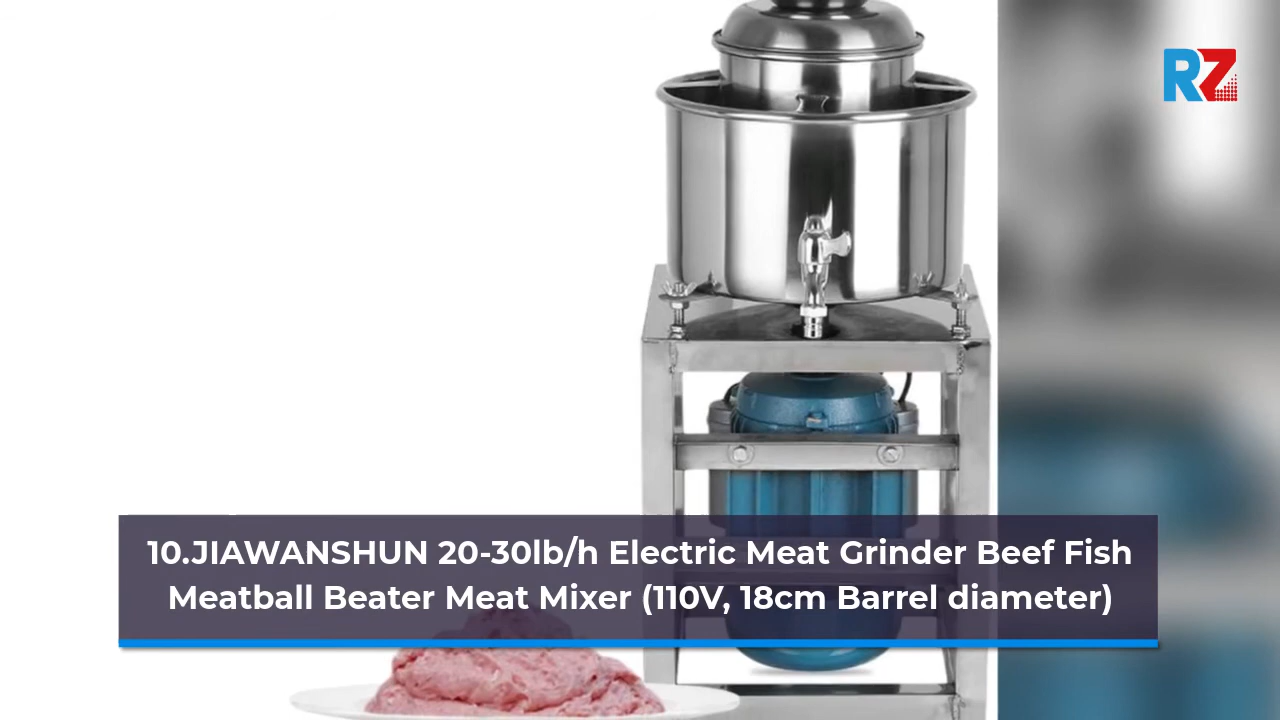 RZ
10.JIAWANSHUN 20-30lb/h Electric Meat Grinder Beef Fish
Meatball Beater Meat Mixer (110V, 18cm Barrel diameter)